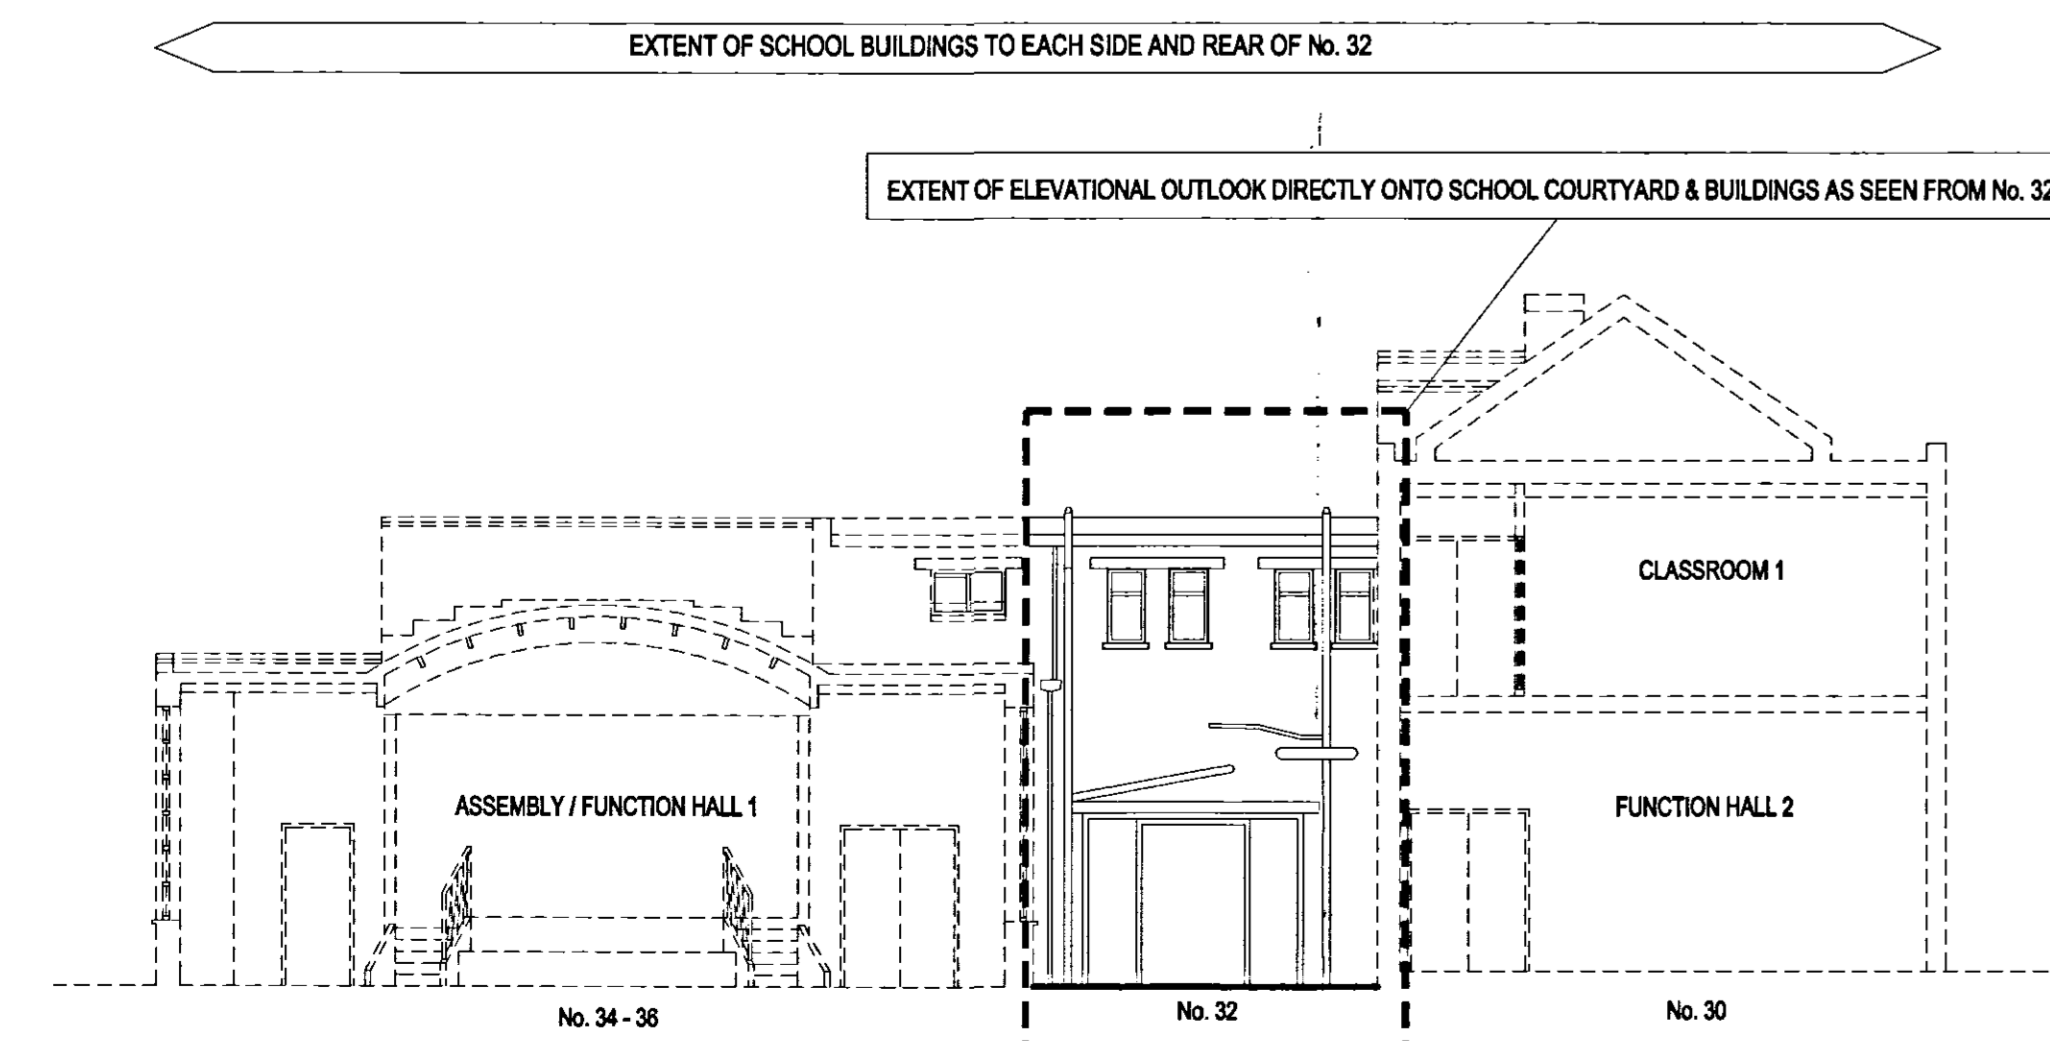 EXTENT OF SCHOOL BUILDINGS TO EACH SIDE AND REAR OF No. 32
EXTENT OF ELEVATIONAL OUTLOOK DIRECTLY ONTO SCHOOL COURTYARD & BUILDINGS AS SEEN FROM No. 32
CLASSROOM 1
ASSEMBLY / FUNCTION HALL 1
FUNCTION HALL 2
No. 34 - 36
No. 32
No. 30